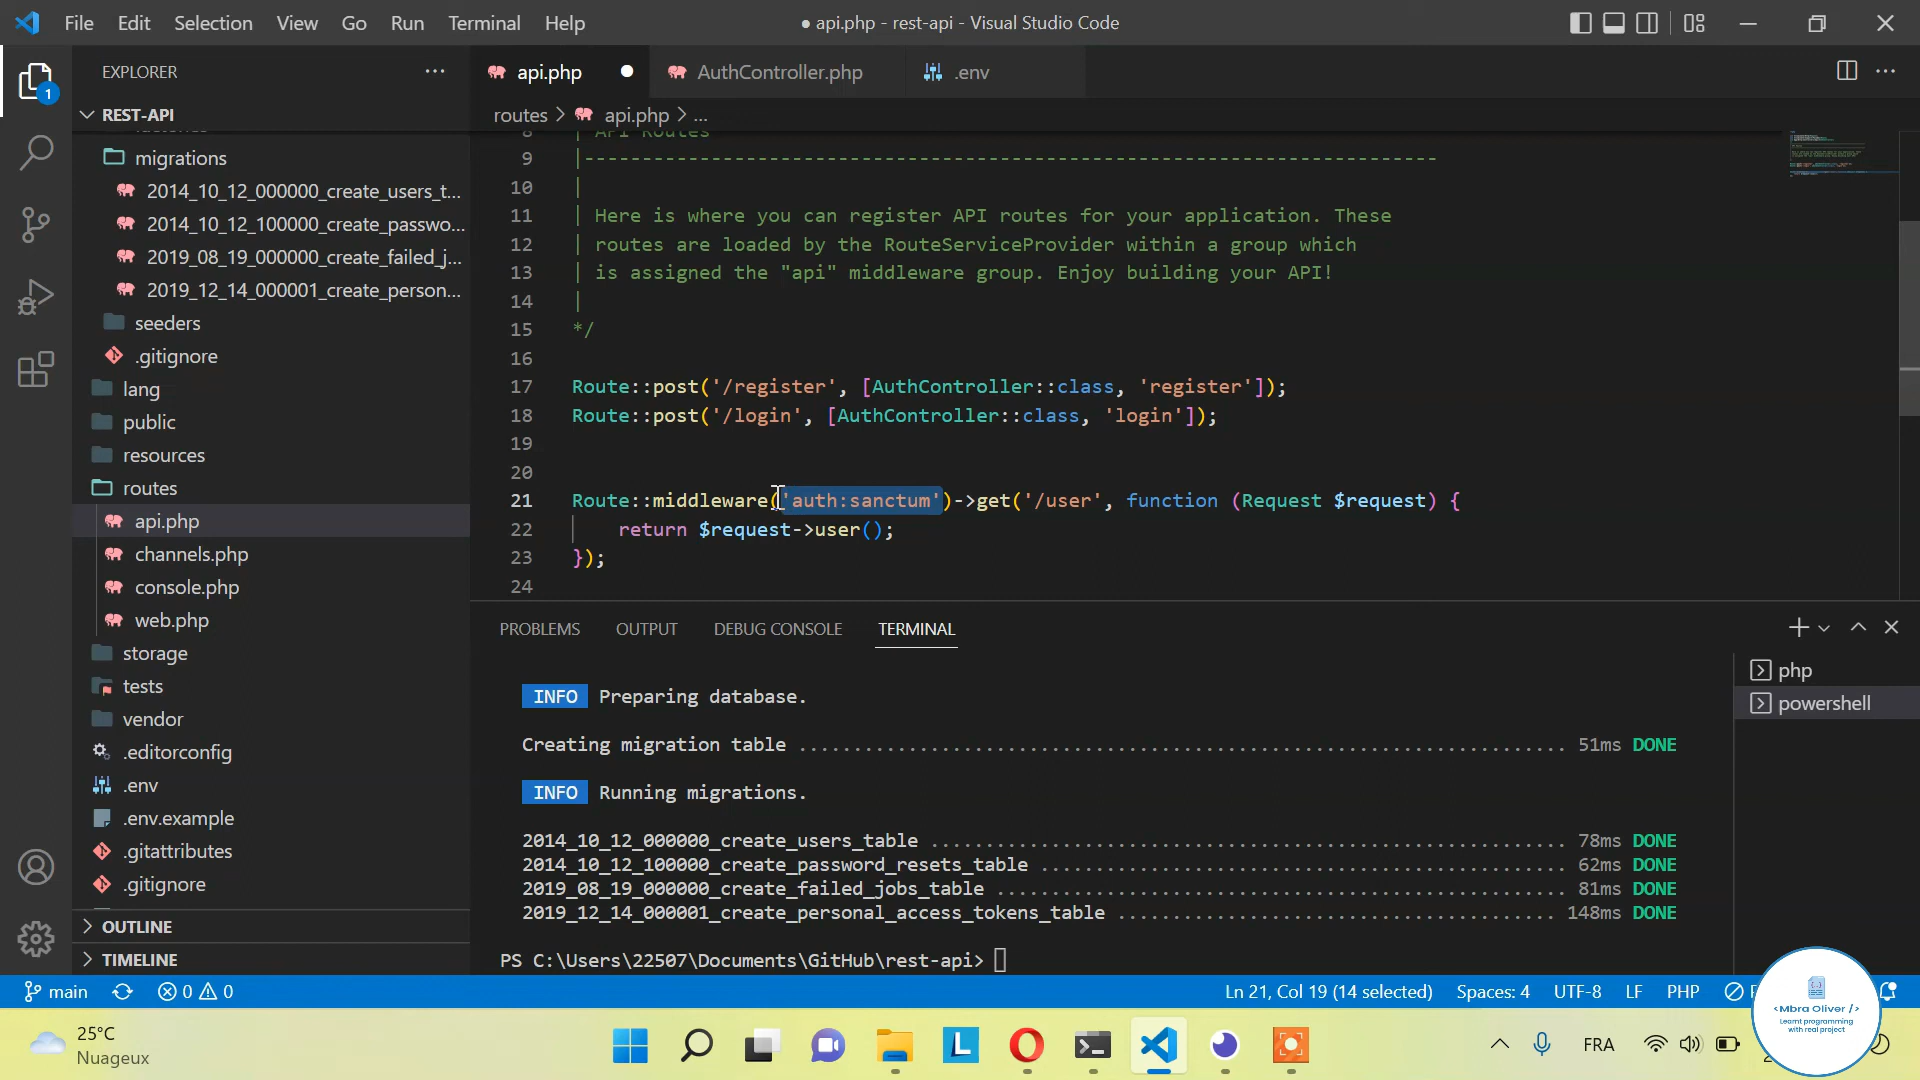 File Edit Selection View Go Run Terminal Help
● api.php - rest-api - Visual Studio Code
EXPLORER
1
REST-API
migrations
2014_10_12_000000_create_users_t...
2014_10_12_100000_create_passwo...
2019_08_19_000000_create_failed_j...
2019_12_14_000001_create_person...
seeders
.gitignore
lang
public
resources
routes
api.php
channels.php
console.php
web.php
storage
tests
vendor
.editorconfig
.env
.env.example
.gitattributes
.gitignore
OUTLINE
TIMELINE
api.php AuthController.php .env
routes > api.php > ...
8 | API Routes
9 |--------------------------------------------------------------------------
10 |
11 | Here is where you can register API routes for your application. These
12 | routes are loaded by the RouteServiceProvider within a group which
13 | is assigned the "api" middleware group. Enjoy building your API!
14 |
15 */
16
17 Route::post('/register', [AuthController::class, 'register']);
18 Route::post('/login', [AuthController::class, 'login']);
19
20
21 Route::middleware('auth:sanctum')->get('/user', function (Request $request) {
22 return $request->user();
23 });
24
PROBLEMS OUTPUT DEBUG CONSOLE TERMINAL
php
powershell
INFO Preparing database.
Creating migration table .................................................................... 51ms DONE
INFO Running migrations.
2014_10_12_000000_create_users_table ........................................................ 78ms DONE
2014_10_12_100000_create_password_resets_table .............................................. 62ms DONE
2019_08_19_000000_create_failed_jobs_table .................................................. 81ms DONE
2019_12_14_000001_create_personal_access_tokens_table ....................................... 148ms DONE
PS C:\Users\22507\Documents\GitHub\rest-api>
main 0 0
Ln 21, Col 19 (14 selected) Spaces: 4 UTF-8 LF PHP
<Mbra Oliver />
Learnt programming
with real project
25°C
Nuageux
FRA